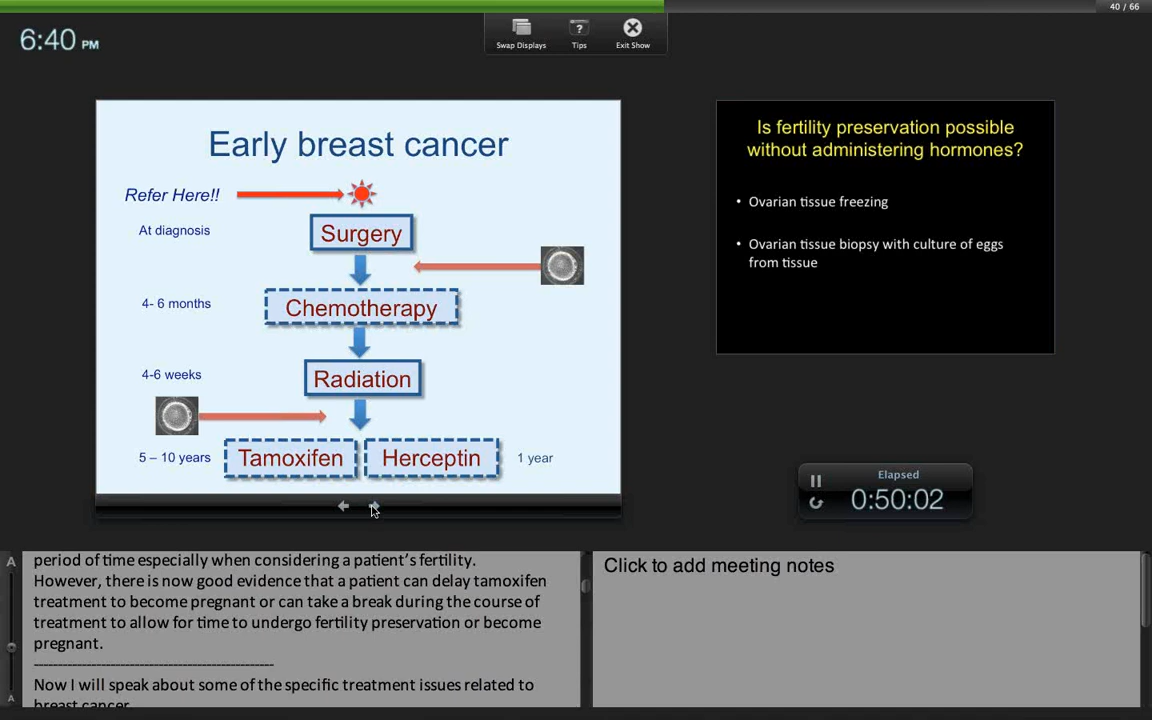 40 / 66
6:40 PM
Swap Displays
Tips
Exit Show
Early breast cancer
Refer Here!!
At diagnosis
Surgery
4- 6 months
Chemotherapy
4-6 weeks
Radiation
5 – 10 years
Tamoxifen
Herceptin
1 year
Is fertility preservation possible
without administering hormones?
• Ovarian tissue freezing
• Ovarian tissue biopsy with culture of eggs
from tissue
Elapsed
0:50:02
A
A
period of time especially when considering a patient's fertility.
However, there is now good evidence that a patient can delay tamoxifen
treatment to become pregnant or can take a break during the course of
treatment to allow for time to undergo fertility preservation or become
pregnant.
------------------------------------------------
Now I will speak about some of the specific treatment issues related to
breast cancer
Click to add meeting notes